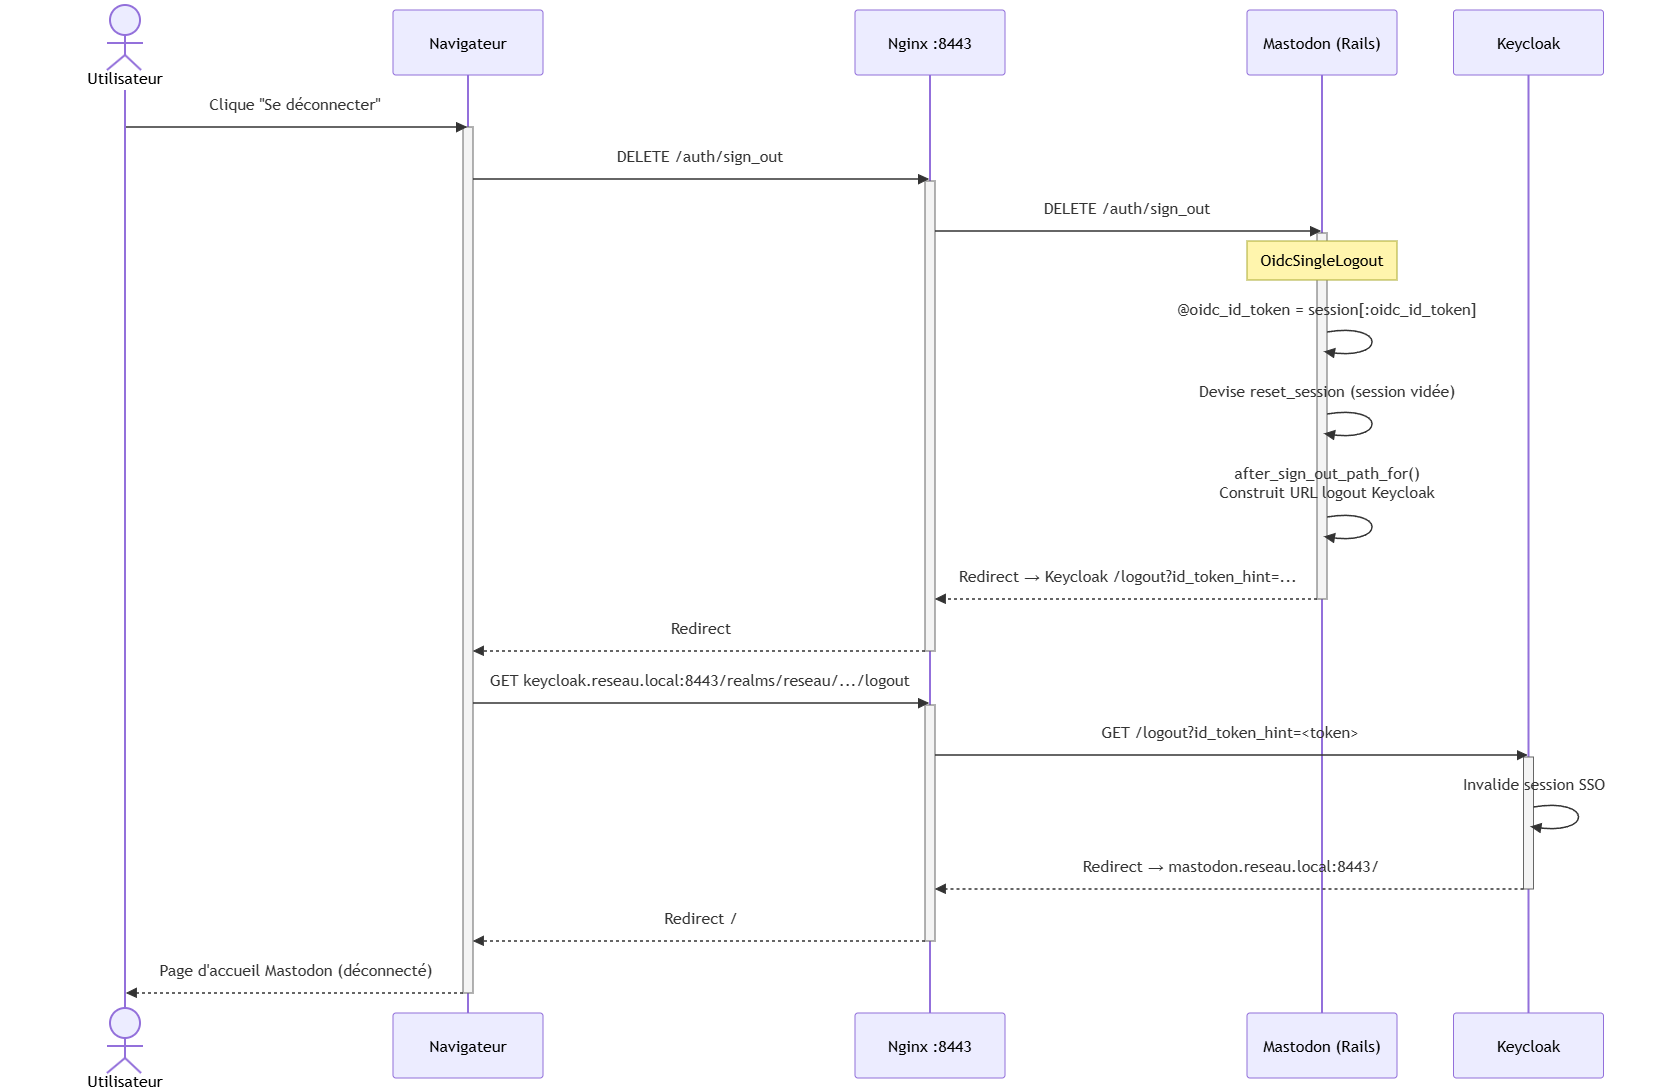 Utilisateur
Navigateur
Nginx :8443
Mastodon (Rails)
Keycloak
Clique "Se déconnecter"
DELETE /auth/sign_out
DELETE /auth/sign_out
OidcSingleLogout
@oidc_id_token = session[:oidc_id_token]
Devise reset_session (session vidée)
after_sign_out_path_for()
Construit URL logout Keycloak
Redirect → Keycloak /logout?id_token_hint=...
Redirect
GET keycloak.reseau.local:8443/realms/reseau/.../logout
GET /logout?id_token_hint=<token>
Invalide session SSO
Redirect → mastodon.reseau.local:8443/
Redirect /
Page d'accueil Mastodon (déconnecté)
Utilisateur
Navigateur
Nginx :8443
Mastodon (Rails)
Keycloak